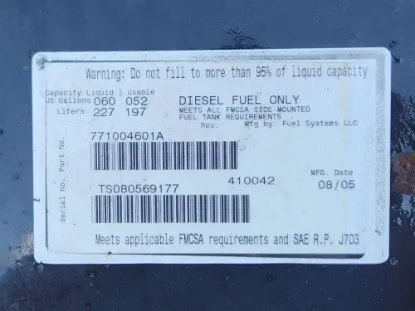 Warning: Do not fill to more than 95% of liquid capacity
Capacity Liquid | Usable
US Gallons 060 052
Liters 227 197
DIESEL FUEL ONLY
MEETS ALL FMCSA SIDE-MOUNTED
FUEL TANK REQUIREMENTS
Rev. Mfg by: Fuel Systems LLC
Part No. 771004601A
Serial No. TS080569177
410042
MFG. Date
08/05
Meets applicable FMCSA requirements and SAE R.P. J703